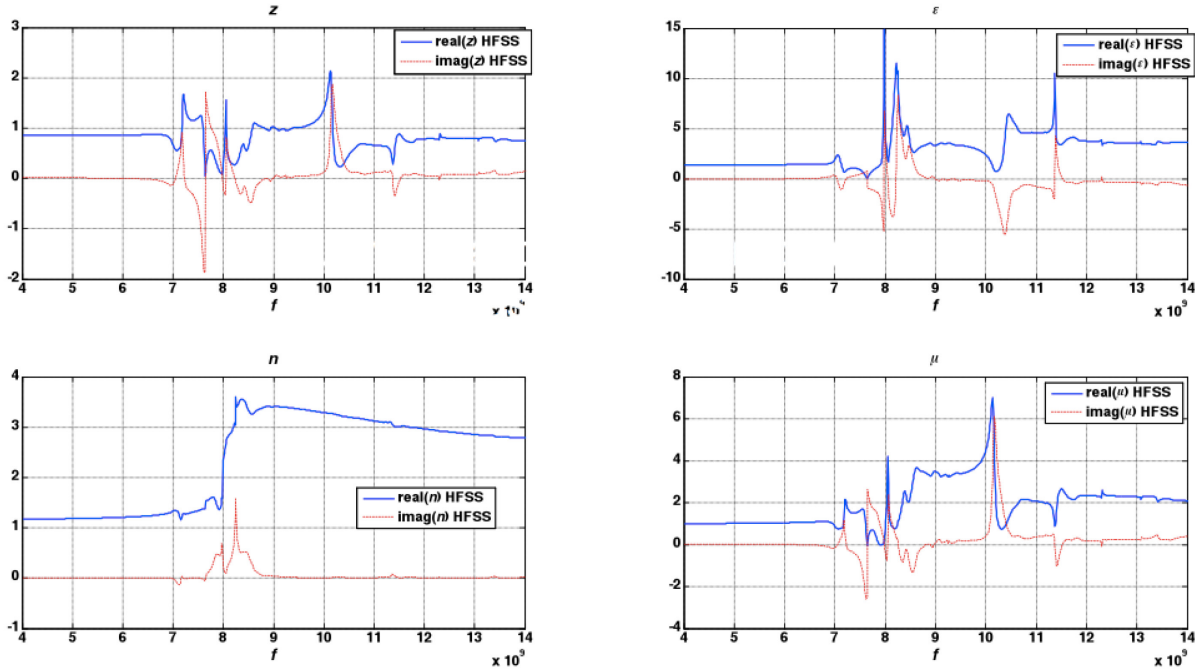 z
3
2
1
0
-1
-2
real(z) HFSS
imag(z) HFSS
4 5 6 7 8 9 10 11 12 13 14
f
ε
15
10
5
0
-5
-10
real(ε) HFSS
imag(ε) HFSS
4 5 6 7 8 9 10 11 12 13 14
f
x 10⁹
n
4
3
2
1
0
-1
real(n) HFSS
imag(n) HFSS
4 5 6 7 8 9 10 11 12 13 14
f
x 10⁹
μ
8
6
4
2
0
-2
-4
real(μ) HFSS
imag(μ) HFSS
4 5 6 7 8 9 10 11 12 13 14
f
x 10⁹